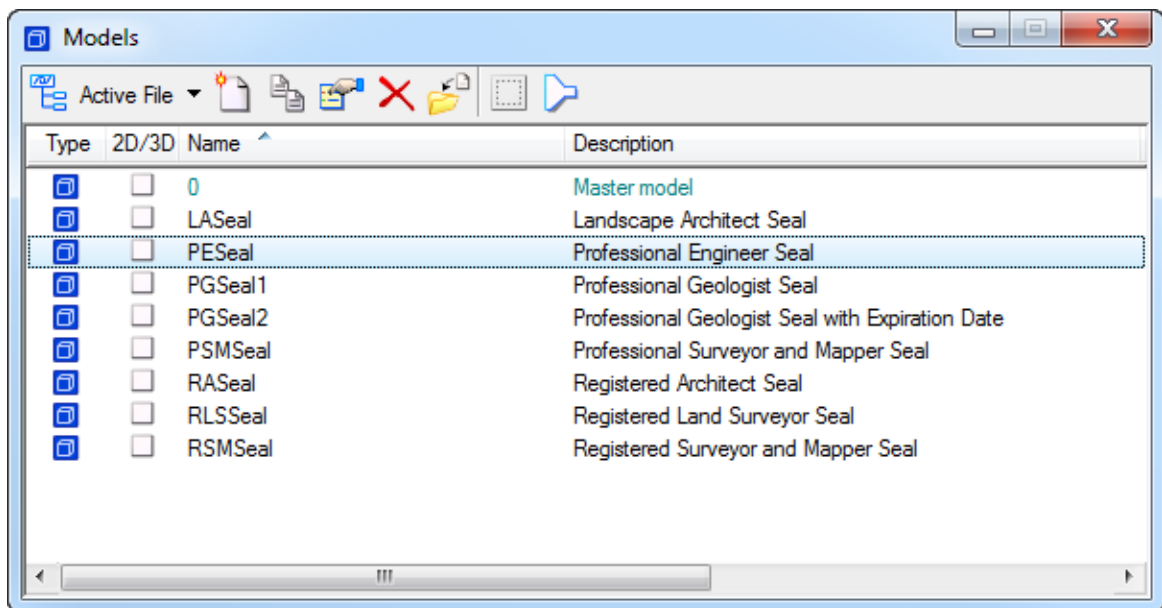 Models
Active File
Type 2D/3D Name Description
0 Master model
LASeal Landscape Architect Seal
PESeal Professional Engineer Seal
PGSeal1 Professional Geologist Seal
PGSeal2 Professional Geologist Seal with Expiration Date
PSMSeal Professional Surveyor and Mapper Seal
RASeal Registered Architect Seal
RLSSeal Registered Land Surveyor Seal
RSMSeal Registered Surveyor and Mapper Seal